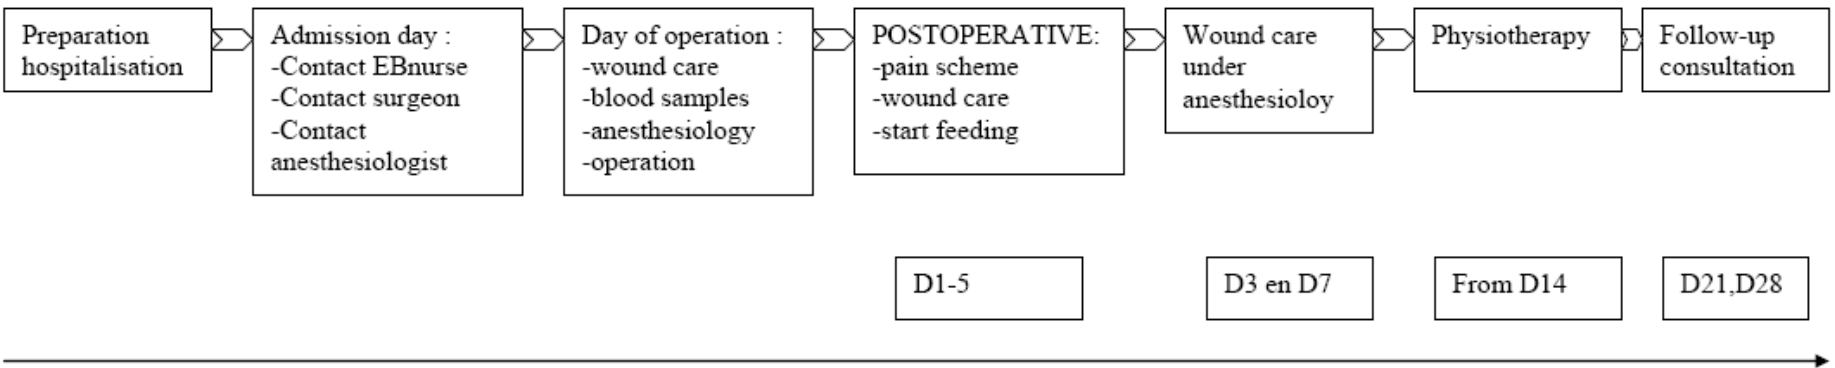 Preparation
hospitalisation
Admission day :
-Contact EBnurse
-Contact surgeon
-Contact
anesthesiologist
Day of operation :
-wound care
-blood samples
-anesthesiology
-operation
POSTOPERATIVE:
-pain scheme
-wound care
-start feeding
Wound care
under
anesthesioloy
Physiotherapy
Follow-up
consultation
D1-5
D3 en D7
From D14
D21,D28